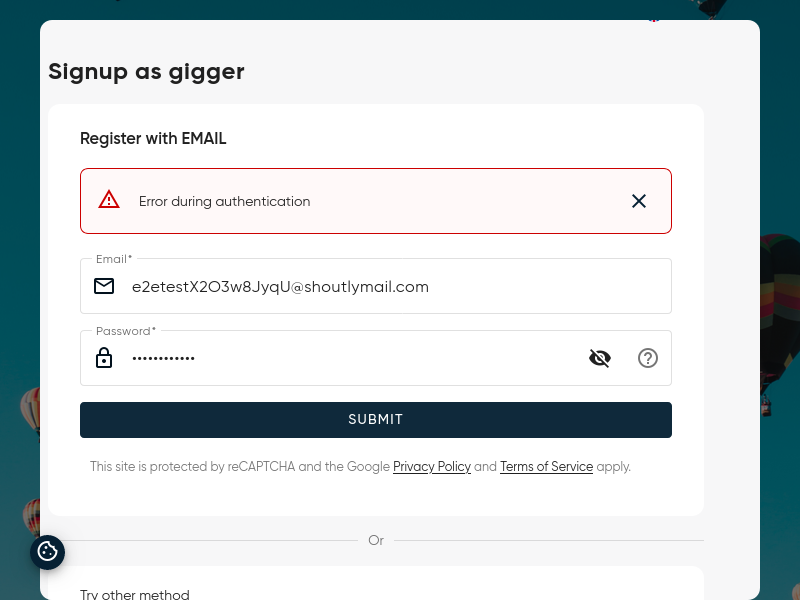 Signup as gigger
Register with EMAIL
Error during authentication
Email*
e2etestX2O3w8JyqU@shoutlymail.com
Password*
••••••••••••
SUBMIT
This site is protected by reCAPTCHA and the Google Privacy Policy and Terms of Service apply.
Or
Try other method